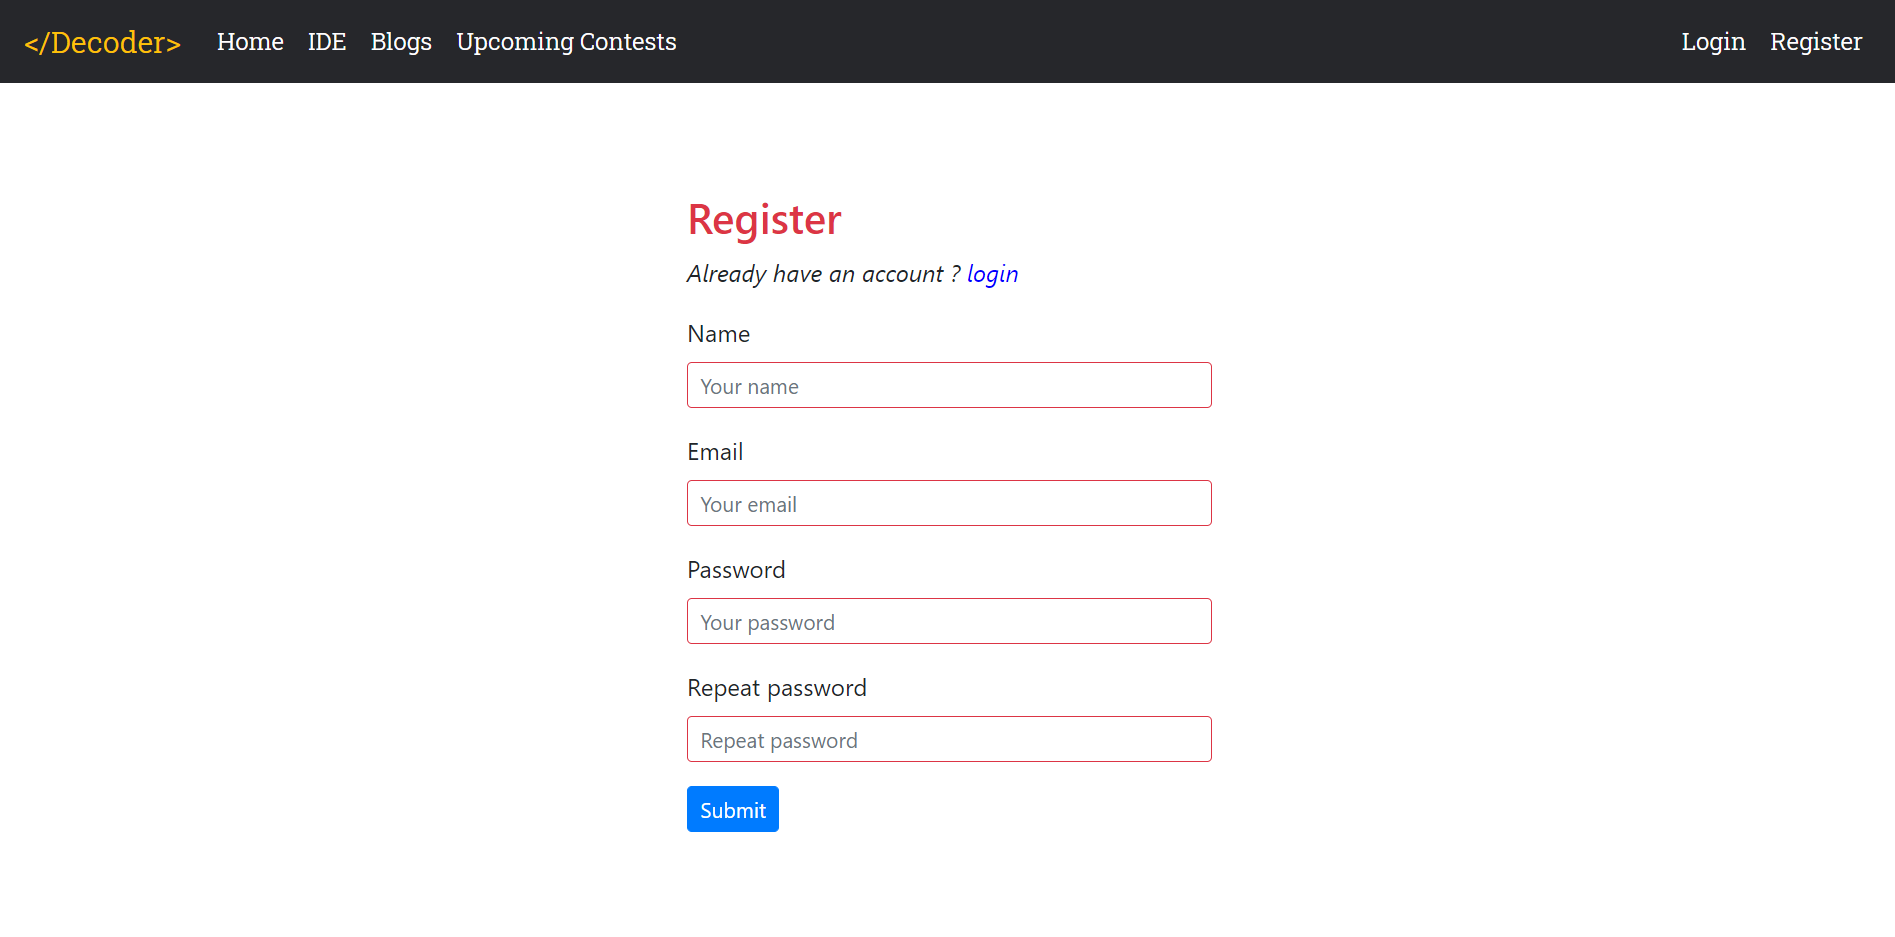 </Decoder> Home IDE Blogs Upcoming Contests Login Register
Register
Already have an account ? login
Name
Your name
Email
Your email
Password
Your password
Repeat password
Repeat password
Submit